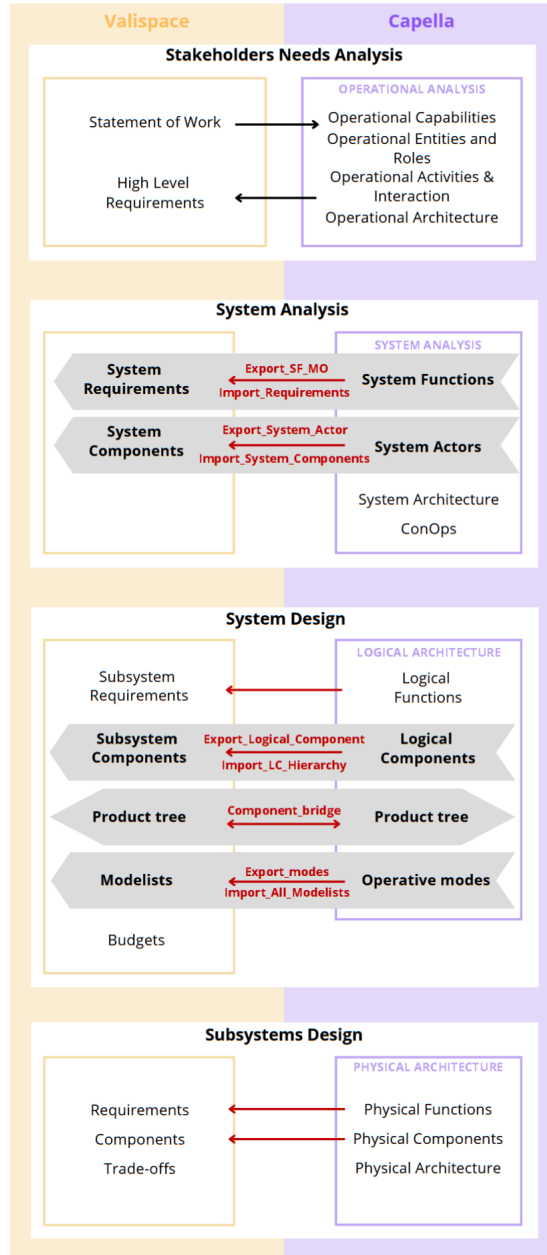 Valispace
Capella
Stakeholders Needs Analysis
Statement of Work
High Level
Requirements
OPERATIONAL ANALYSIS
Operational Capabilities
Operational Entities and
Roles
Operational Activities &
Interaction
Operational Architecture
System Analysis
SYSTEM ANALYSIS
System
Requirements
Export_SF_MO
Import_Requirements
System Functions
System
Components
Export_System_Actor
Import_System_Components
System Actors
System Architecture
ConOps
System Design
LOGICAL ARCHITECTURE
Subsystem
Requirements
Logical
Functions
Subsystem
Components
Export_Logical_Component
Import_LC_Hierarchy
Logical
Components
Product tree
Component_bridge
Product tree
Modelists
Export_modes
Import_All_Modelists
Operative modes
Budgets
Subsystems Design
PHYSICAL ARCHITECTURE
Requirements
Physical Functions
Components
Physical Components
Trade-offs
Physical Architecture